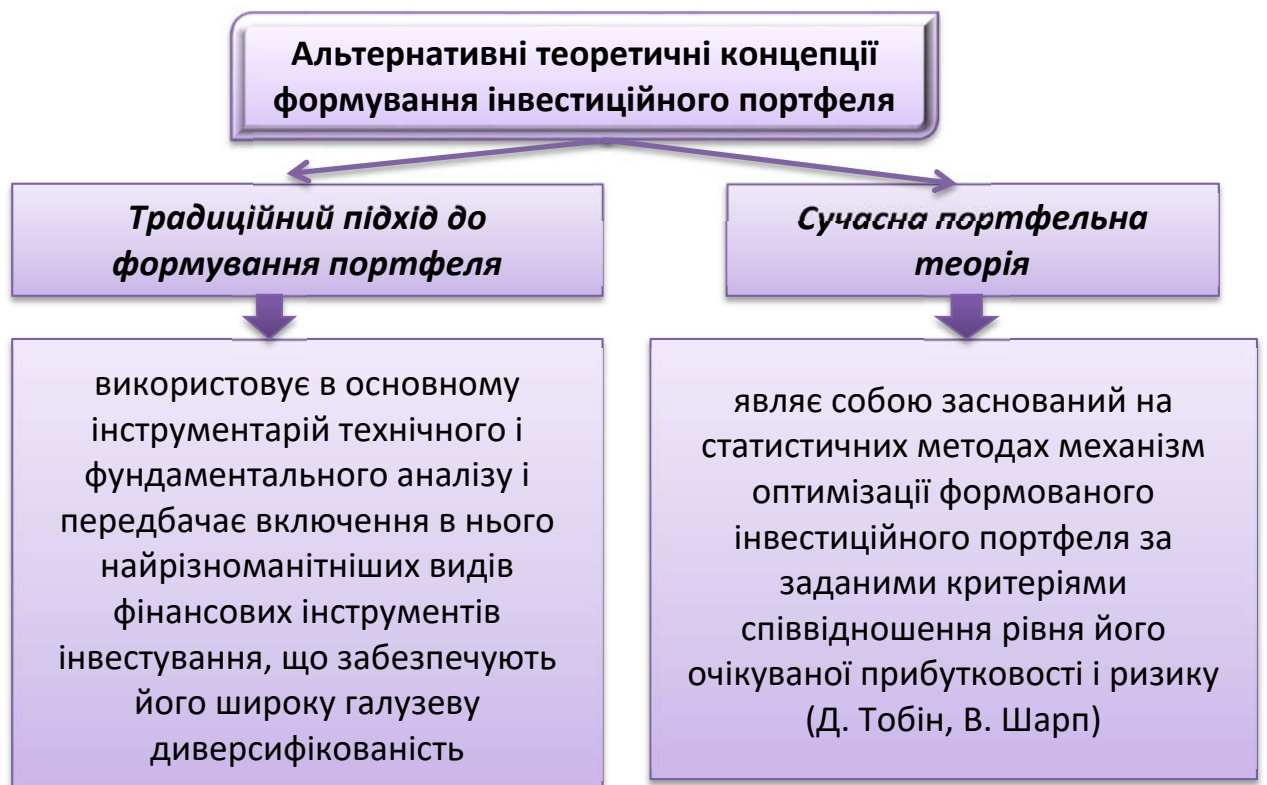 Альтернативні теоретичні концепції
формування інвестиційного портфеля
Традиційний підхід до
формування портфеля
використовує в основному
інструментарій технічного і
фундаментального аналізу і
передбачає включення в нього
найрізноманітніших видів
фінансових інструментів
інвестування, що забезпечують
його широку галузеву
диверсифікованість
Сучасна портфельна
теорія
являє собою заснований на
статистичних методах механізм
оптимізації формованого
інвестиційного портфеля за
заданими критеріями
співвідношення рівня його
очікуваної прибутковості і ризику
(Д. Тобін, В. Шарп)